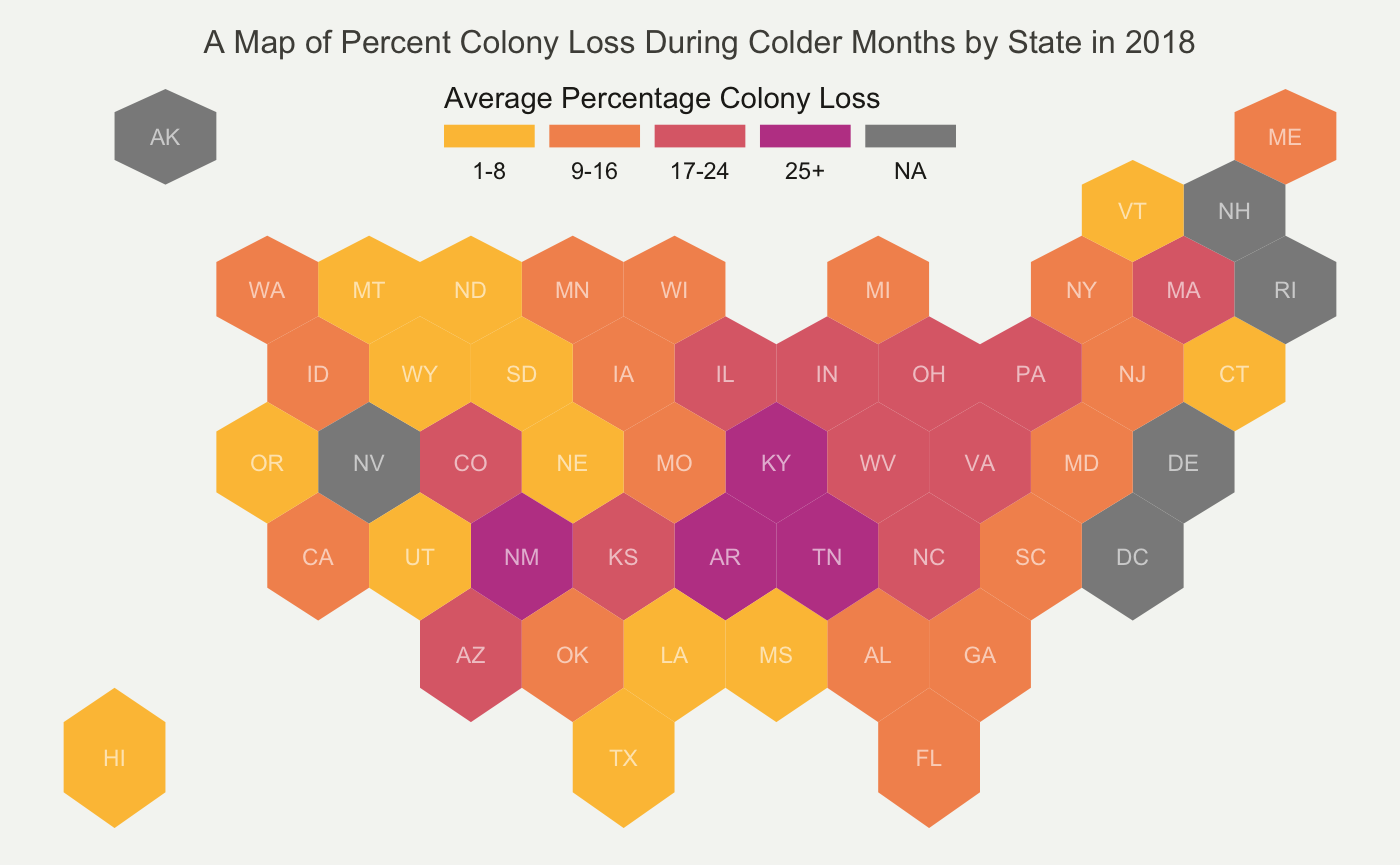 A Map of Percent Colony Loss During Colder Months by State in 2018
Average Percentage Colony Loss
1-8 9-16 17-24 25+ NA
AK ME
VT NH
WA MT ND MN WI MI NY MA RI
ID WY SD IA IL IN OH PA NJ CT
OR NV CO NE MO KY WV VA MD DE
CA UT NM KS AR TN NC SC DC
AZ OK LA MS AL GA
HI TX FL